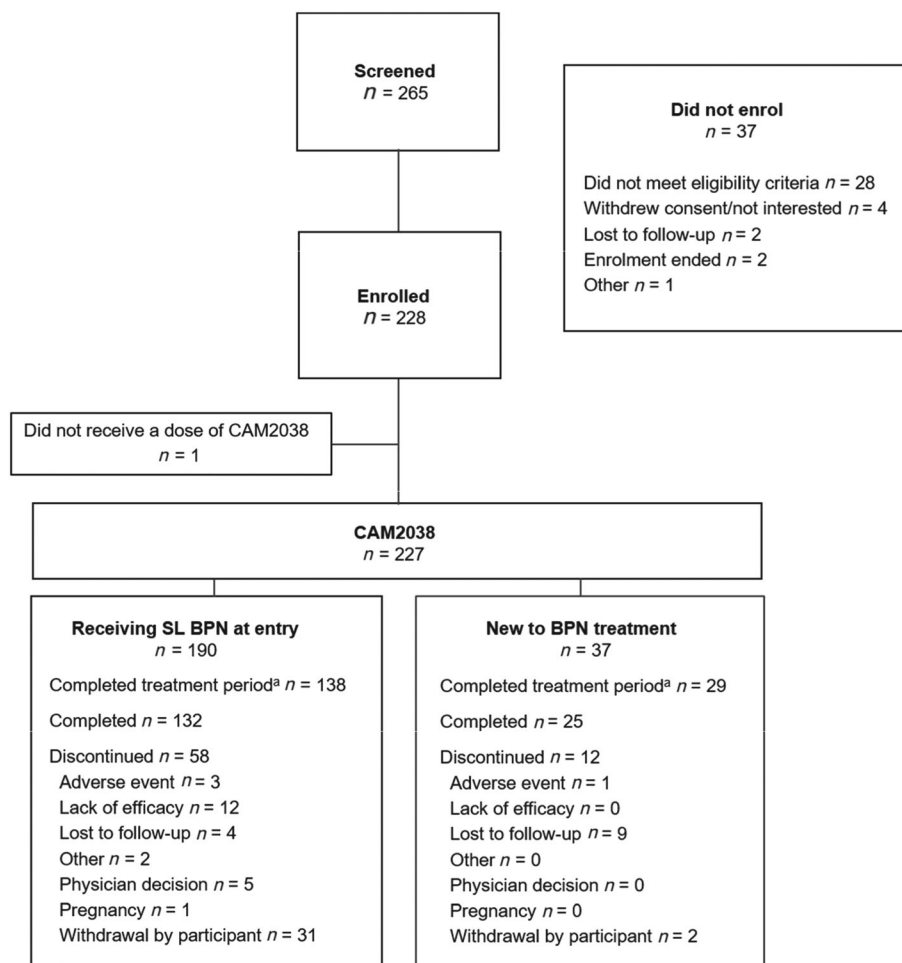 Screened
n = 265
Did not enrol
n = 37
Did not meet eligibility criteria n = 28
Withdrew consent/not interested n = 4
Lost to follow-up n = 2
Enrolment ended n = 2
Other n = 1
Enrolled
n = 228
Did not receive a dose of CAM2038
n = 1
CAM2038
n = 227
Receiving SL BPN at entry
n = 190
Completed treatment periodᵃ n = 138
Completed n = 132
Discontinued n = 58
Adverse event n = 3
Lack of efficacy n = 12
Lost to follow-up n = 4
Other n = 2
Physician decision n = 5
Pregnancy n = 1
Withdrawal by participant n = 31
New to BPN treatment
n = 37
Completed treatment periodᵃ n = 29
Completed n = 25
Discontinued n = 12
Adverse event n = 1
Lack of efficacy n = 0
Lost to follow-up n = 9
Other n = 0
Physician decision n = 0
Pregnancy n = 0
Withdrawal by participant n = 2